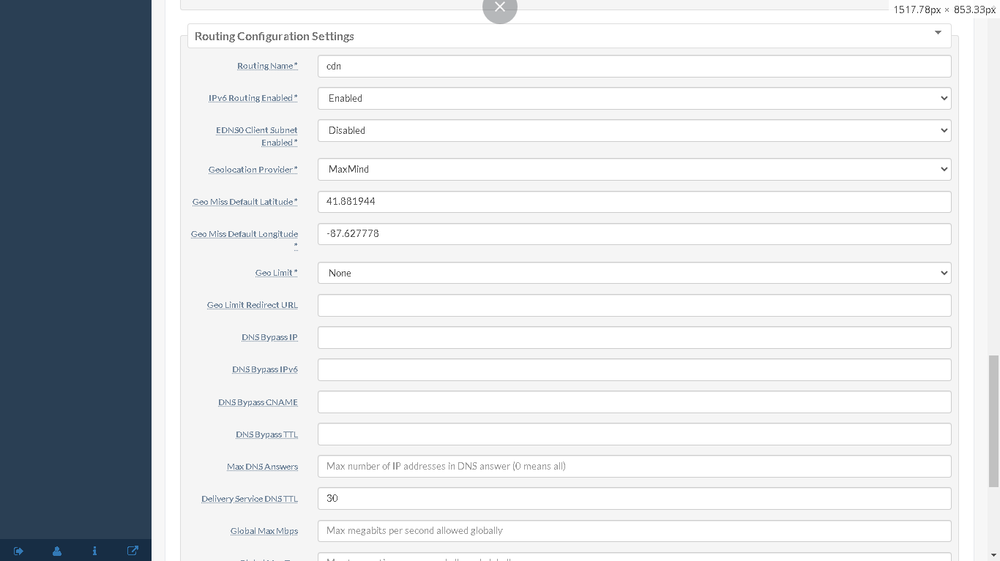 1517.78px × 853.33px
Routing Configuration Settings
Routing Name *
cdn
IPv6 Routing Enabled *
Enabled
EDNS0 Client Subnet
Enabled *
Disabled
Geolocation Provider *
MaxMind
Geo Miss Default Latitude *
41.881944
Geo Miss Default Longitude
*
-87.627778
Geo Limit *
None
Geo Limit Redirect URL
DNS Bypass IP
DNS Bypass IPv6
DNS Bypass CNAME
DNS Bypass TTL
Max DNS Answers
Max number of IP addresses in DNS answer (0 means all)
Delivery Service DNS TTL
30
Global Max Mbps
Max megabits per second allowed globally